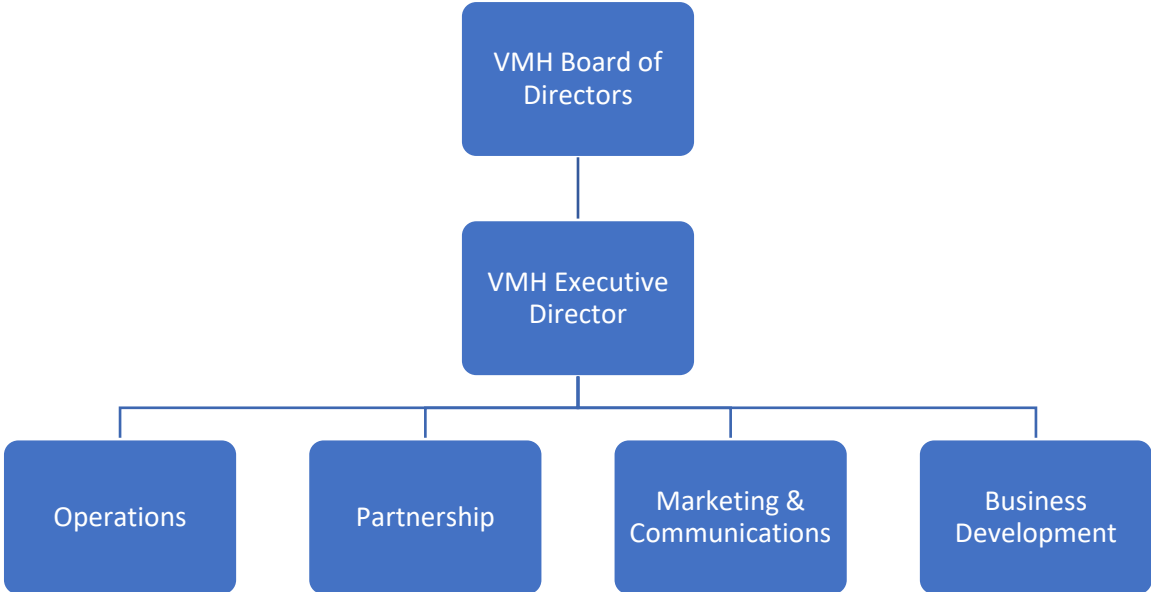 VMH Board of
Directors
VMH Executive
Director
Operations
Partnership
Marketing &
Communications
Business
Development